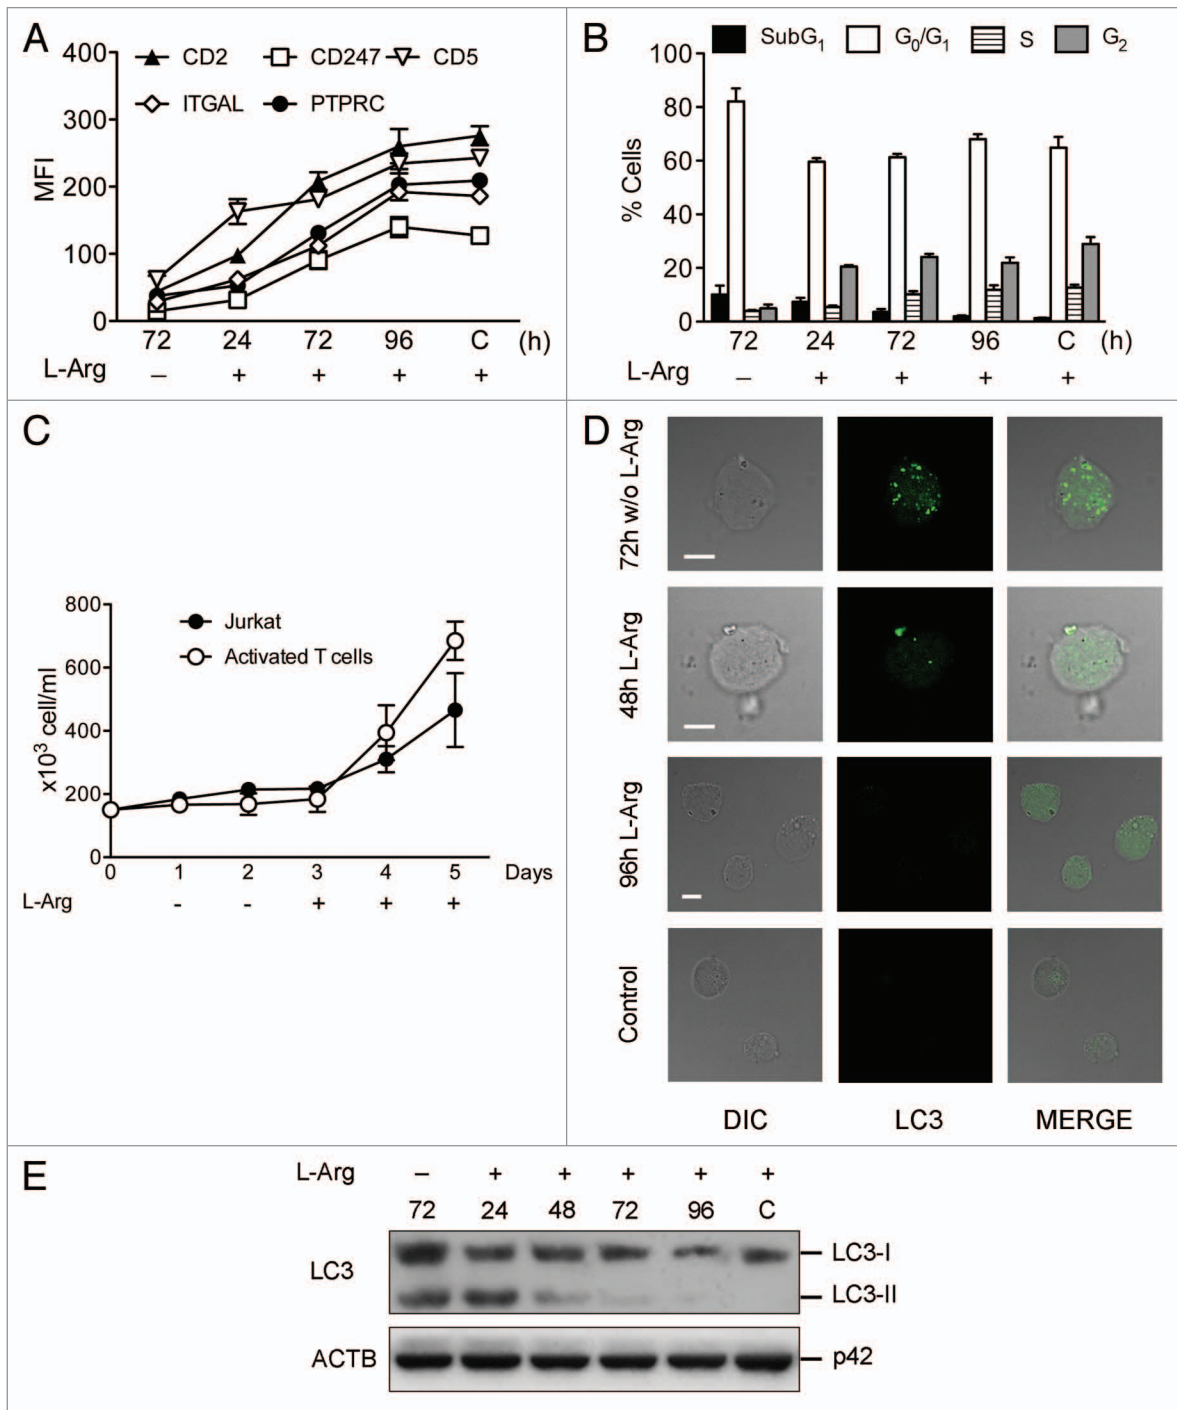 A
400
300
200
100
0
MFI
CD2 CD247 CD5
ITGAL PTPRC
72 24 72 96 C (h)
L-Arg – + + + +
B
SubG1 G0/G1 S G2
100
80
60
40
20
0
% Cells
72 24 72 96 C (h)
L-Arg – + + + +
C
800
600
400
200
0
x10³ cell/ml
Jurkat
Activated T cells
0 1 2 3 4 5 Days
L-Arg - - + + +
D
72h w/o L-Arg
48h L-Arg
96h L-Arg
Control
DIC LC3 MERGE
E
L-Arg – + + + + +
72 24 48 72 96 C
LC3
LC3-I
LC3-II
ACTB
p42